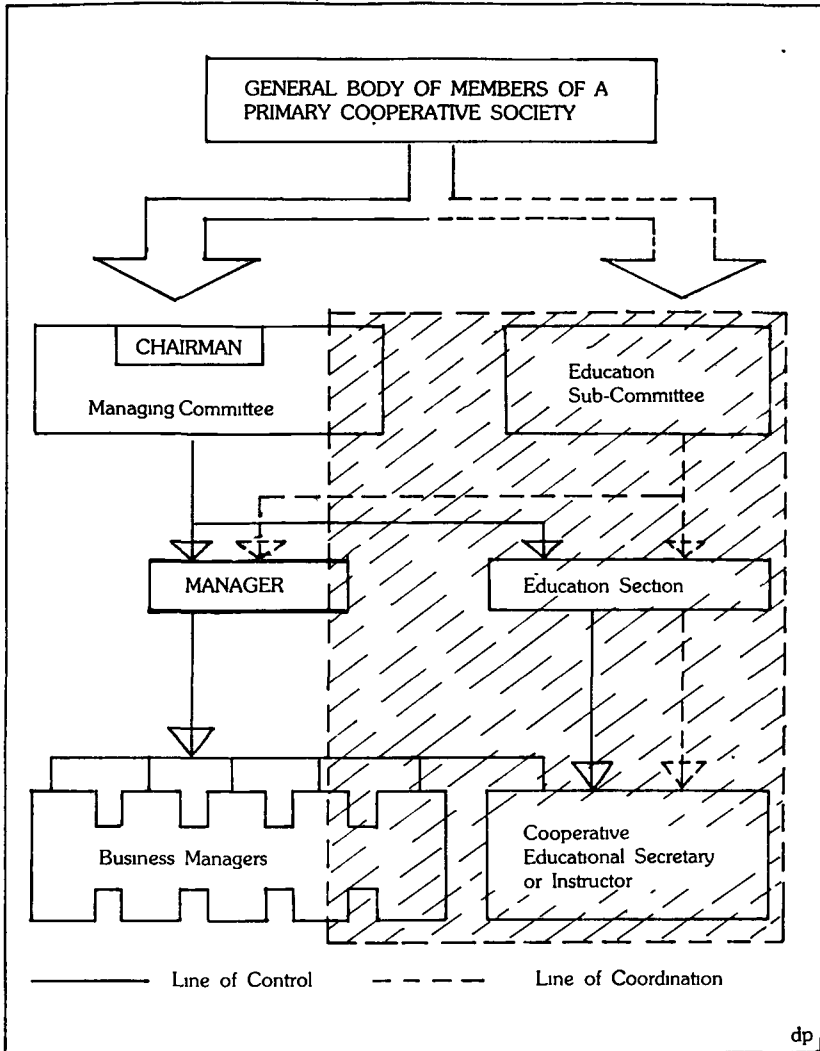 GENERAL BODY OF MEMBERS OF A
PRIMARY COOPERATIVE SOCIETY
CHAIRMAN
Managing Committee
Education
Sub-Committee
MANAGER
Education Section
Business Managers
Cooperative
Educational Secretary
or Instructor
Line of Control
Line of Coordination
dp